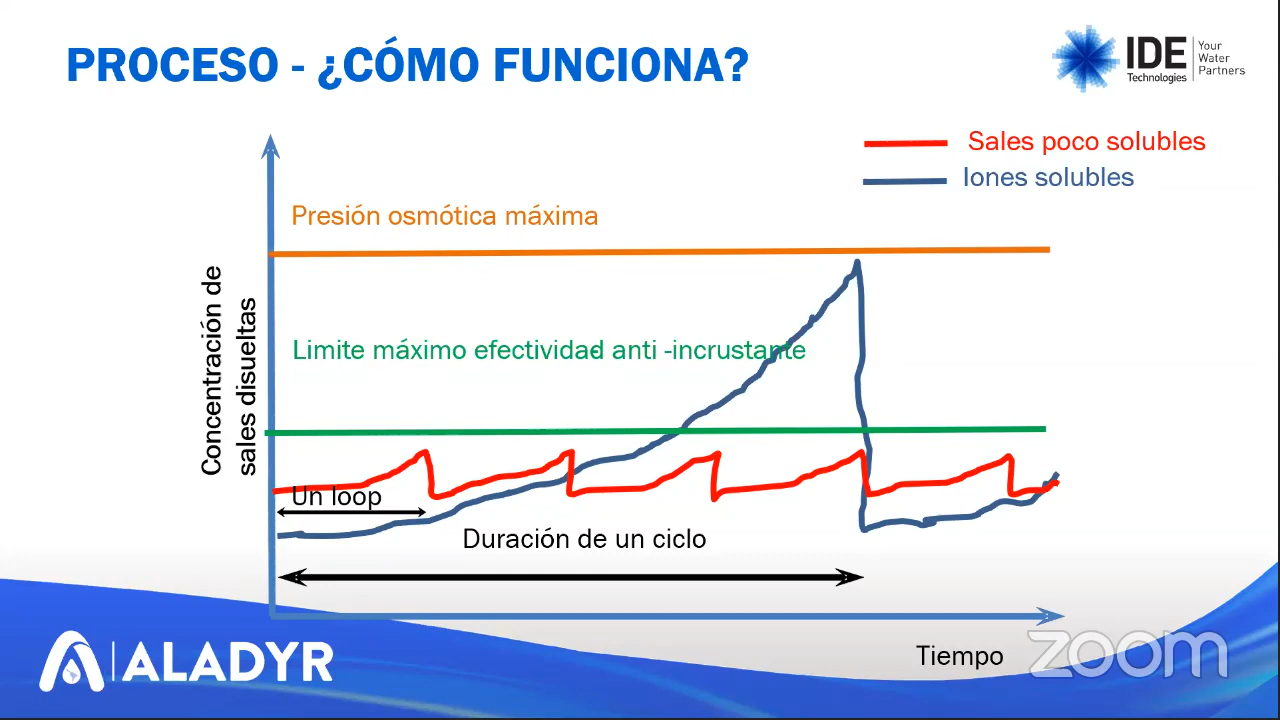 PROCESO - ¿CÓMO FUNCIONA?
IDE
Technologies
Your
Water
Partners
Sales poco solubles
Iones solubles
Presión osmótica máxima
Concentración de
sales disueltas
Limite máximo efectividad anti -incrustante
Un loop
Duración de un ciclo
Tiempo
zoom
ALADYR